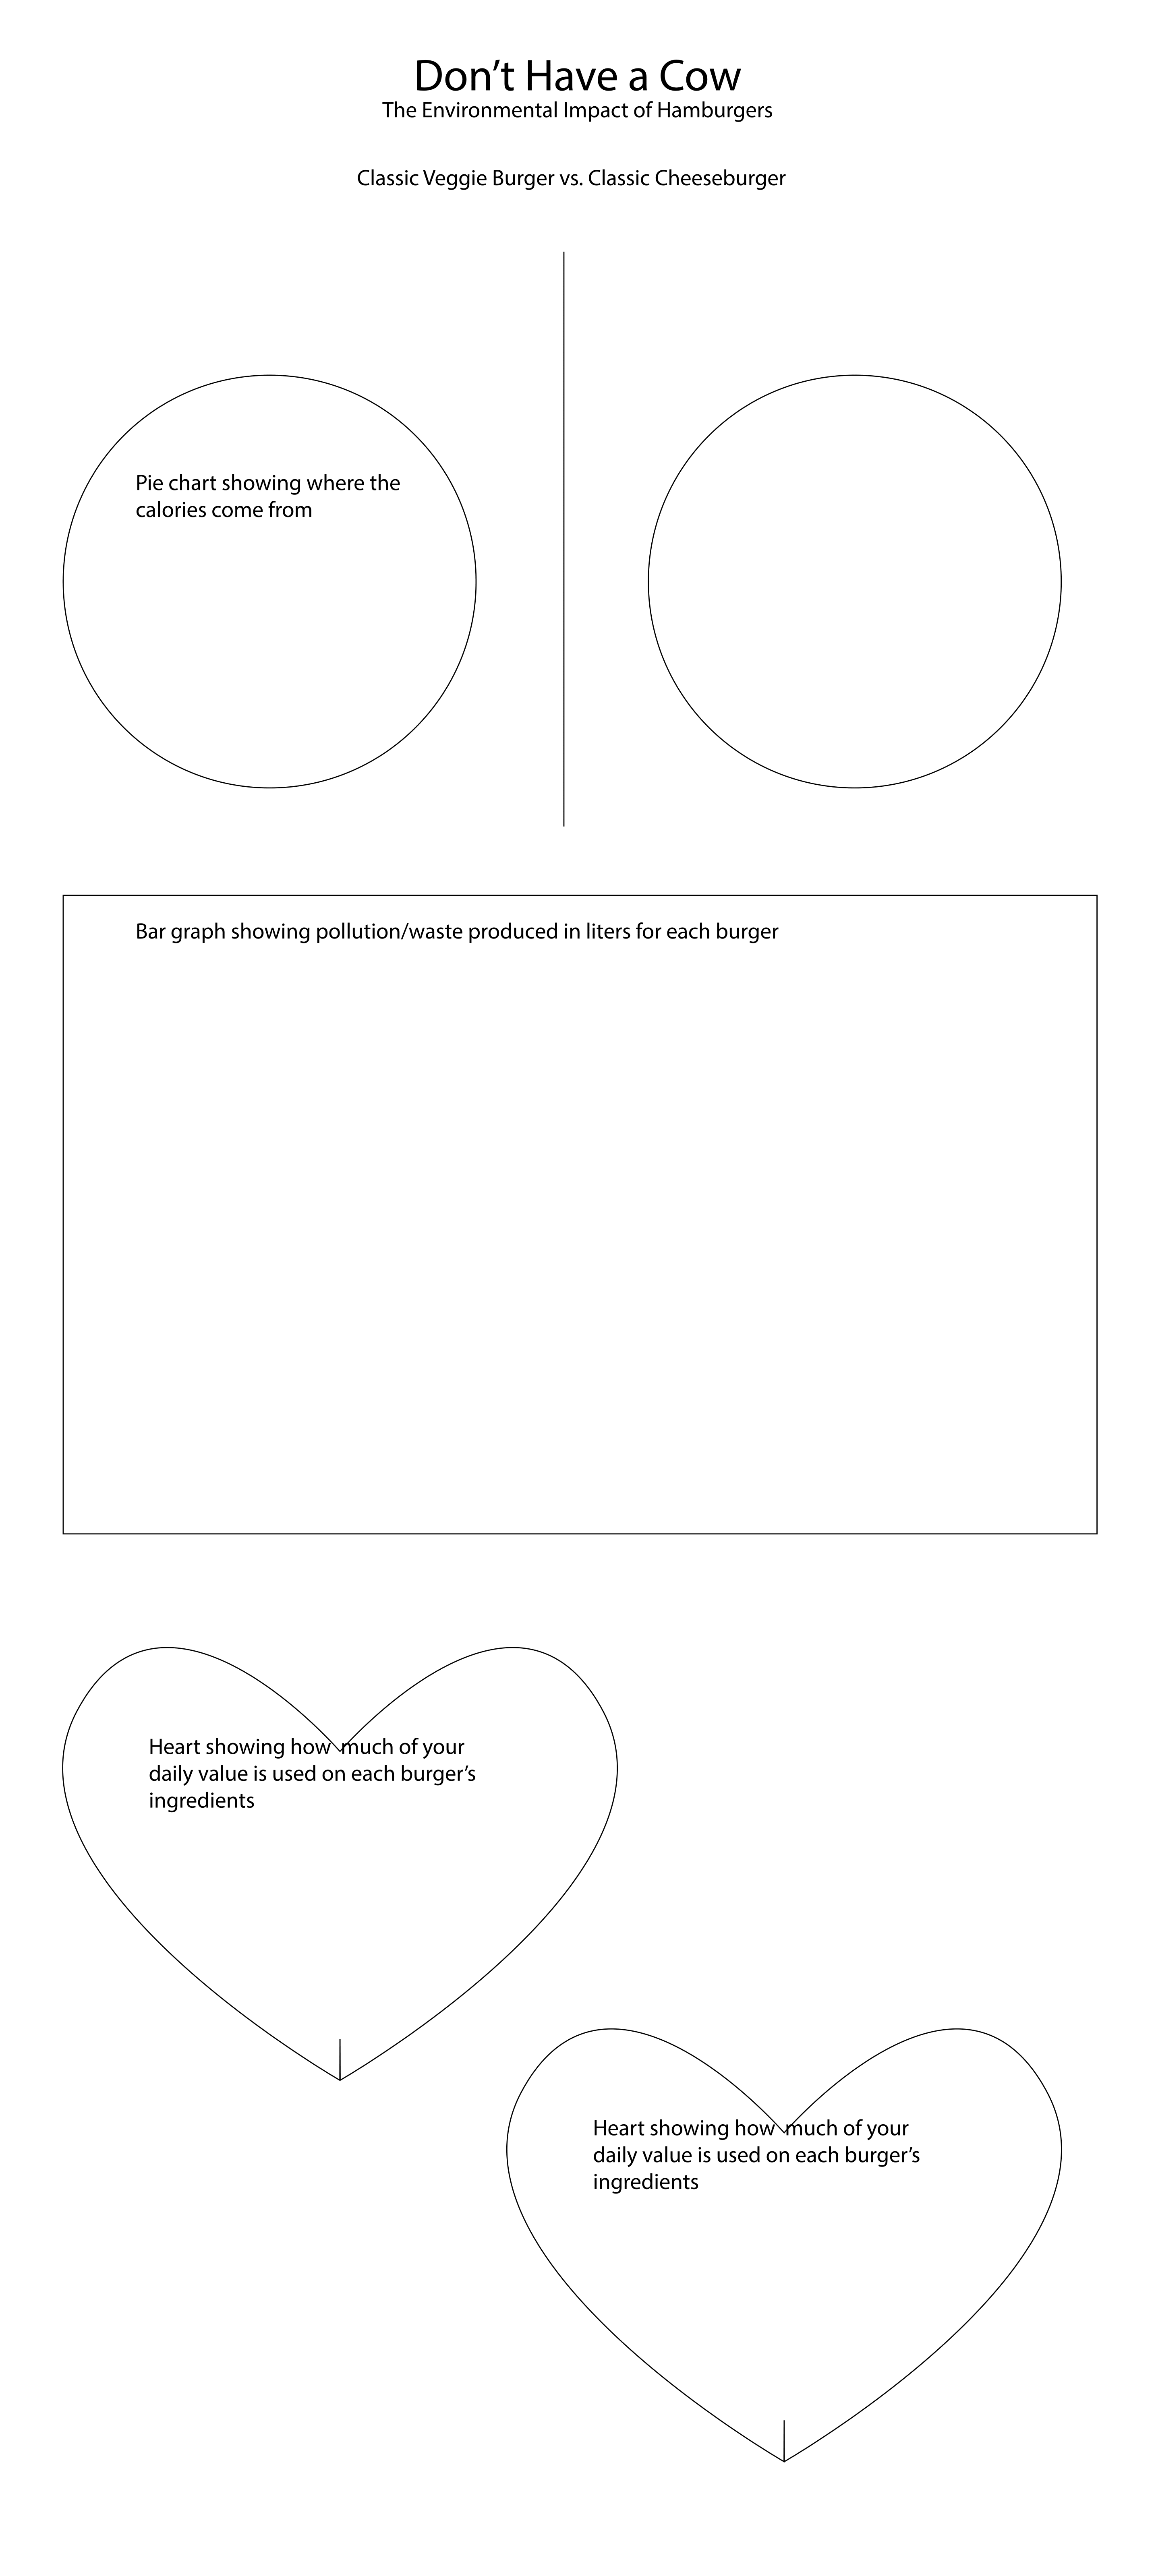 Don’t Have a Cow
The Environmental Impact of Hamburgers
Classic Veggie Burger vs. Classic Cheeseburger
Pie chart showing where the
calories come from
Bar graph showing pollution/waste produced in liters for each burger
Heart showing how much of your
daily value is used on each burger’s
ingredients
Heart showing how much of your
daily value is used on each burger’s
ingredients